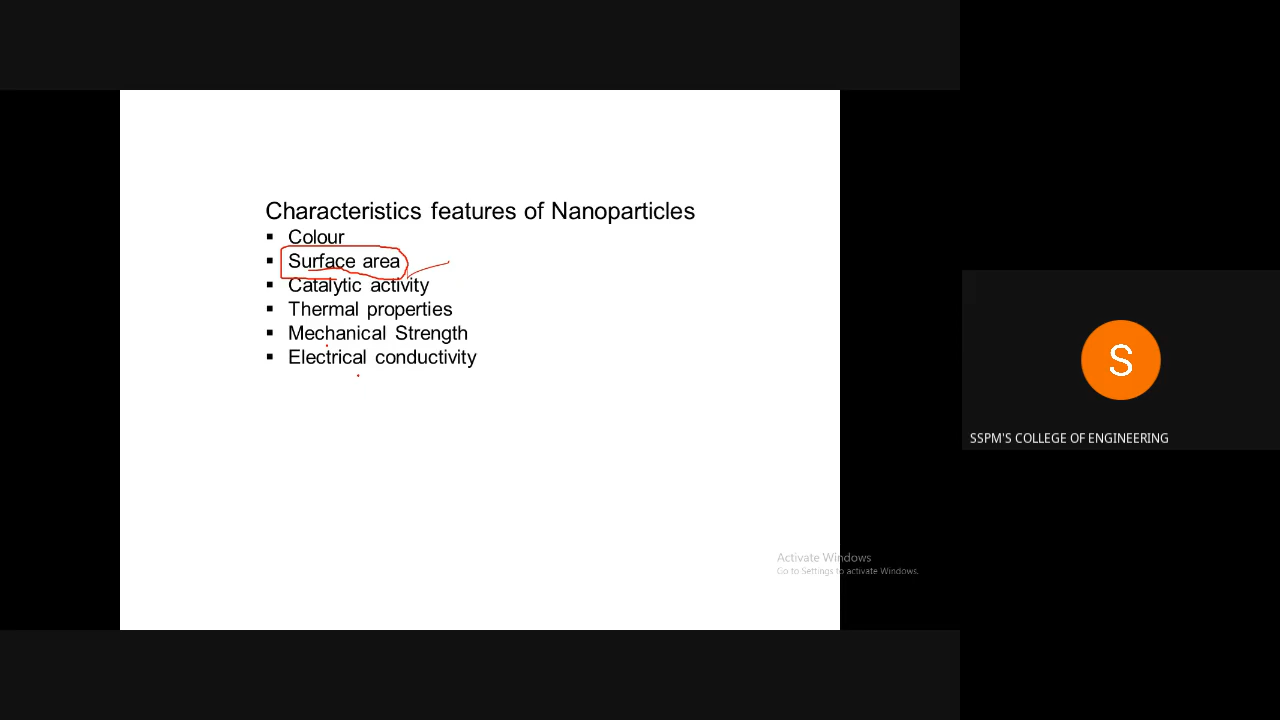 Characteristics features of Nanoparticles
▪ Colour
▪ Surface area
▪ Catalytic activity
▪ Thermal properties
▪ Mechanical Strength
▪ Electrical conductivity
S
SSPM'S COLLEGE OF ENGINEERING
Activate Windows
Go to Settings to activate Windows.